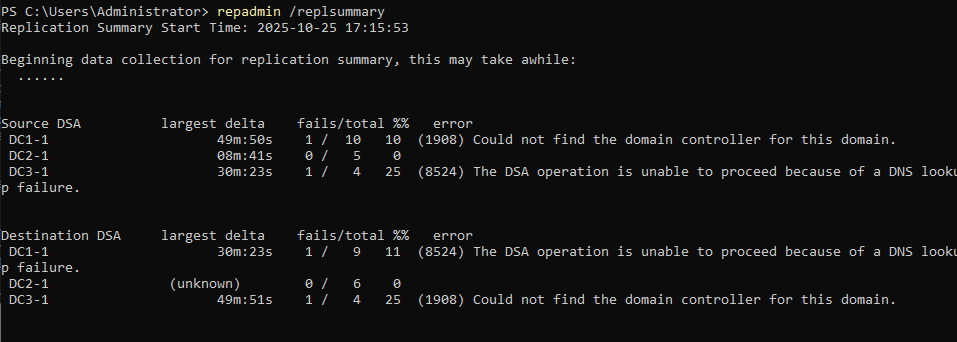 PS C:\Users\Administrator> repadmin /replsummary
Replication Summary Start Time: 2025-10-25 17:15:53
Beginning data collection for replication summary, this may take awhile:
......
Source DSA largest delta fails/total %% error
DC1-1 49m:50s 1 / 10 10 (1908) Could not find the domain controller for this domain.
DC2-1 08m:41s 0 / 5 0
DC3-1 30m:23s 1 / 4 25 (8524) The DSA operation is unable to proceed because of a DNS looku
p failure.
Destination DSA largest delta fails/total %% error
DC1-1 30m:23s 1 / 9 11 (8524) The DSA operation is unable to proceed because of a DNS looku
p failure.
DC2-1 (unknown) 0 / 6 0
DC3-1 49m:51s 1 / 4 25 (1908) Could not find the domain controller for this domain.